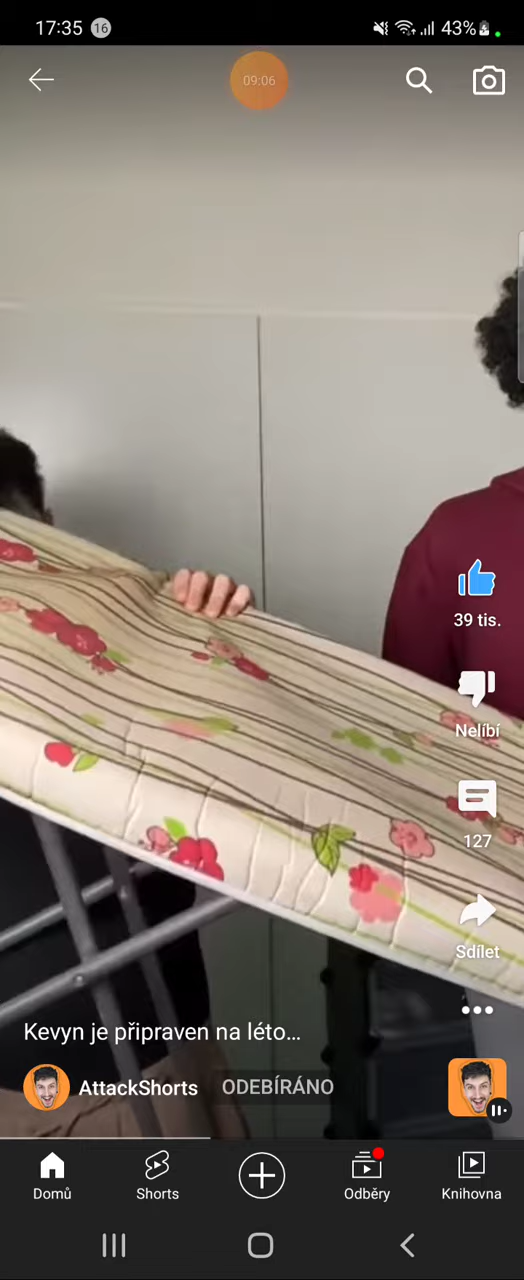 17:35 16 43%
09:06
39 tis.
Nelíbí
127
Sdílet
Kevyn je připraven na léto...
AttackShorts ODEBÍRÁNO
Domů Shorts Odběry Knihovna